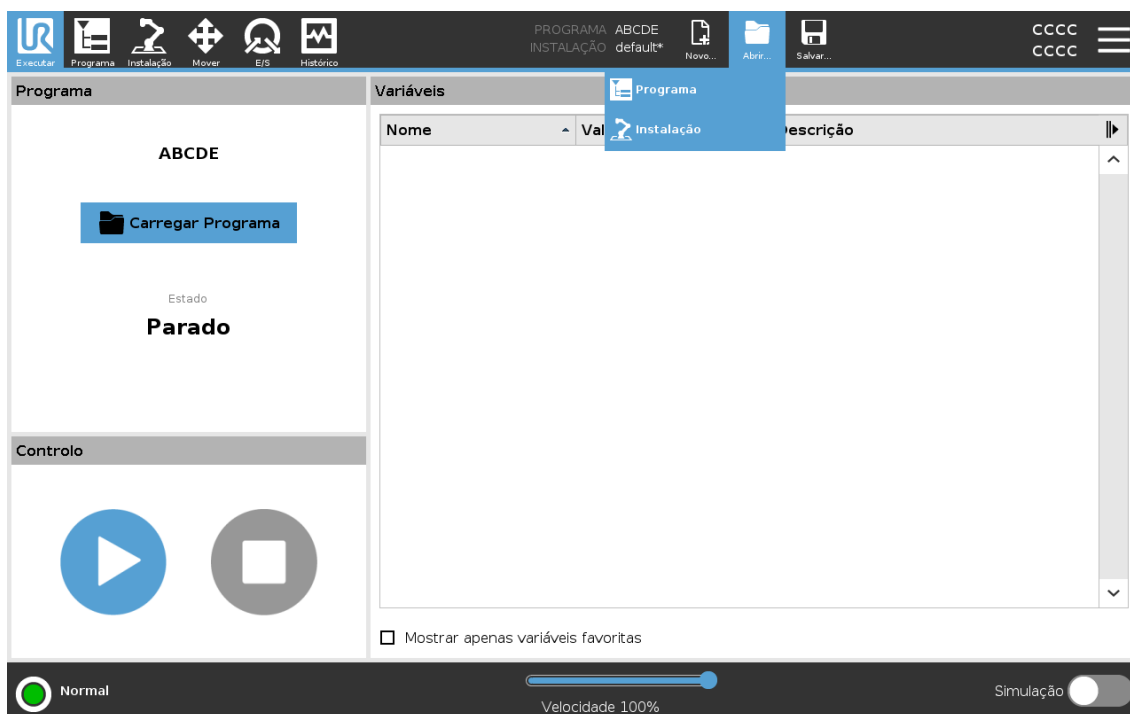 PROGRAMA ABCDE
INSTALAÇÃO default*
CCCC
CCCC
Executar Programa Instalação Mover E/S Histórico Novo... Abrir... Salvar...
Programa
Instalação
Programa
ABCDE
Carregar Programa
Estado
Parado
Variáveis
Nome Val escrição
Mostrar apenas variáveis favoritas
Controlo
Normal
Velocidade 100%
Simulação